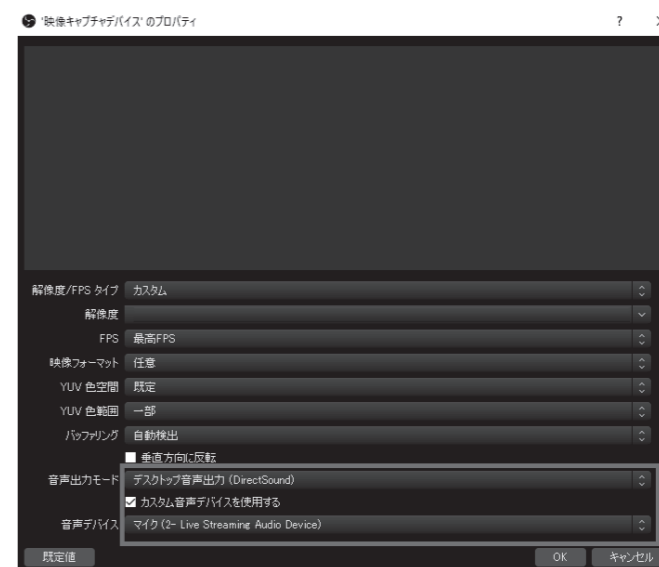 '映像キャプチャデバイス' のプロパティ ?
解像度/FPS タイプ カスタム
解像度
FPS 最高FPS
映像フォーマット 任意
YUV 色空間 既定
YUV 色範囲 一部
バッファリング 自動検出
垂直方向に反転
音声出力モード デスクトップ音声出力 (DirectSound)
カスタム音声デバイスを使用する
音声デバイス マイク (2- Live Streaming Audio Device)
既定値 OK キャンセル